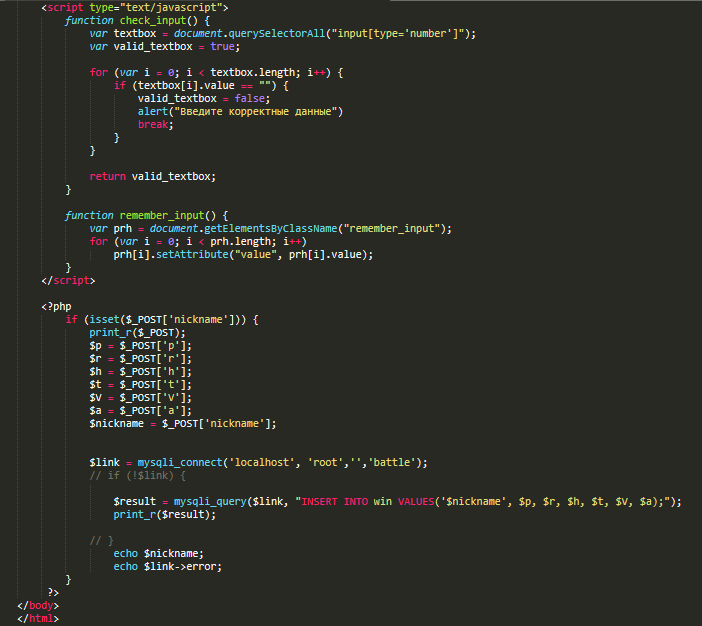 <script type="text/javascript">
function check_input() {
var textbox = document.querySelectorAll("input[type='number']");
var valid_textbox = true;
for (var i = 0; i < textbox.length; i++) {
if (textbox[i].value == "") {
valid_textbox = false;
alert("Введите корректные данные")
break;
}
}
return valid_textbox;
}
function remember_input() {
var prh = document.getElementsByClassName("remember_input");
for (var i = 0; i < prh.length; i++)
prh[i].setAttribute("value", prh[i].value);
}
</script>
<?php
if (isset($_POST['nickname'])) {
print_r($_POST);
$p = $_POST['p'];
$r = $_POST['r'];
$h = $_POST['h'];
$t = $_POST['t'];
$V = $_POST['V'];
$a = $_POST['a'];
$nickname = $_POST['nickname'];
$link = mysqli_connect('localhost', 'root','','battle');
// if (!$link) {
$result = mysqli_query($link, "INSERT INTO win VALUES('$nickname', $p, $r, $h, $t, $V, $a);");
print_r($result);
// }
echo $nickname;
echo $link->error;
}
?>
</body>
</html>